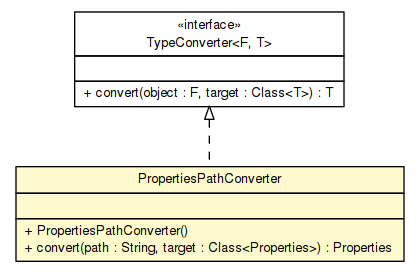 «interface»
TypeConverter<F, T>
+ convert(object : F, target : Class<T>) : T
PropertiesPathConverter
+ PropertiesPathConverter()
+ convert(path : String, target : Class<Properties>) : Properties